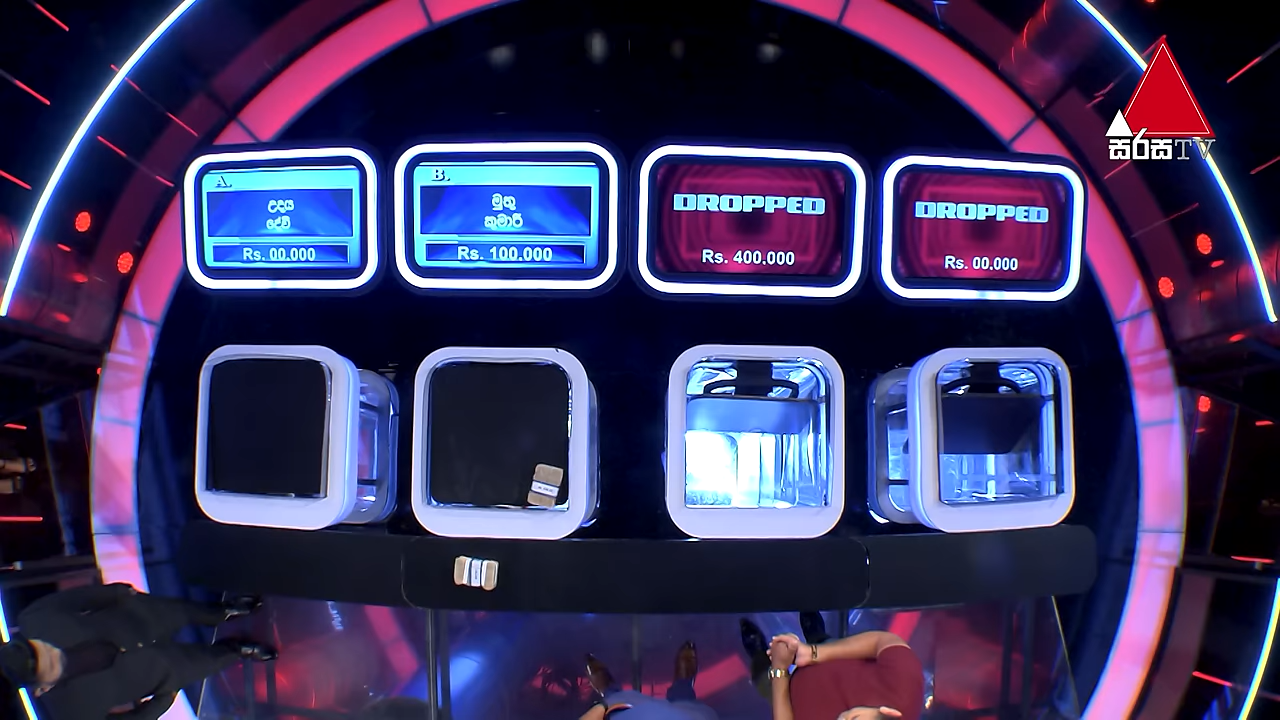 සිරස TV
A.
උදය
දේවි
Rs. 00.000
B.
මුතු
කුමාරි
Rs. 100.000
DROPPED
Rs. 400.000
DROPPED
Rs. 00.000